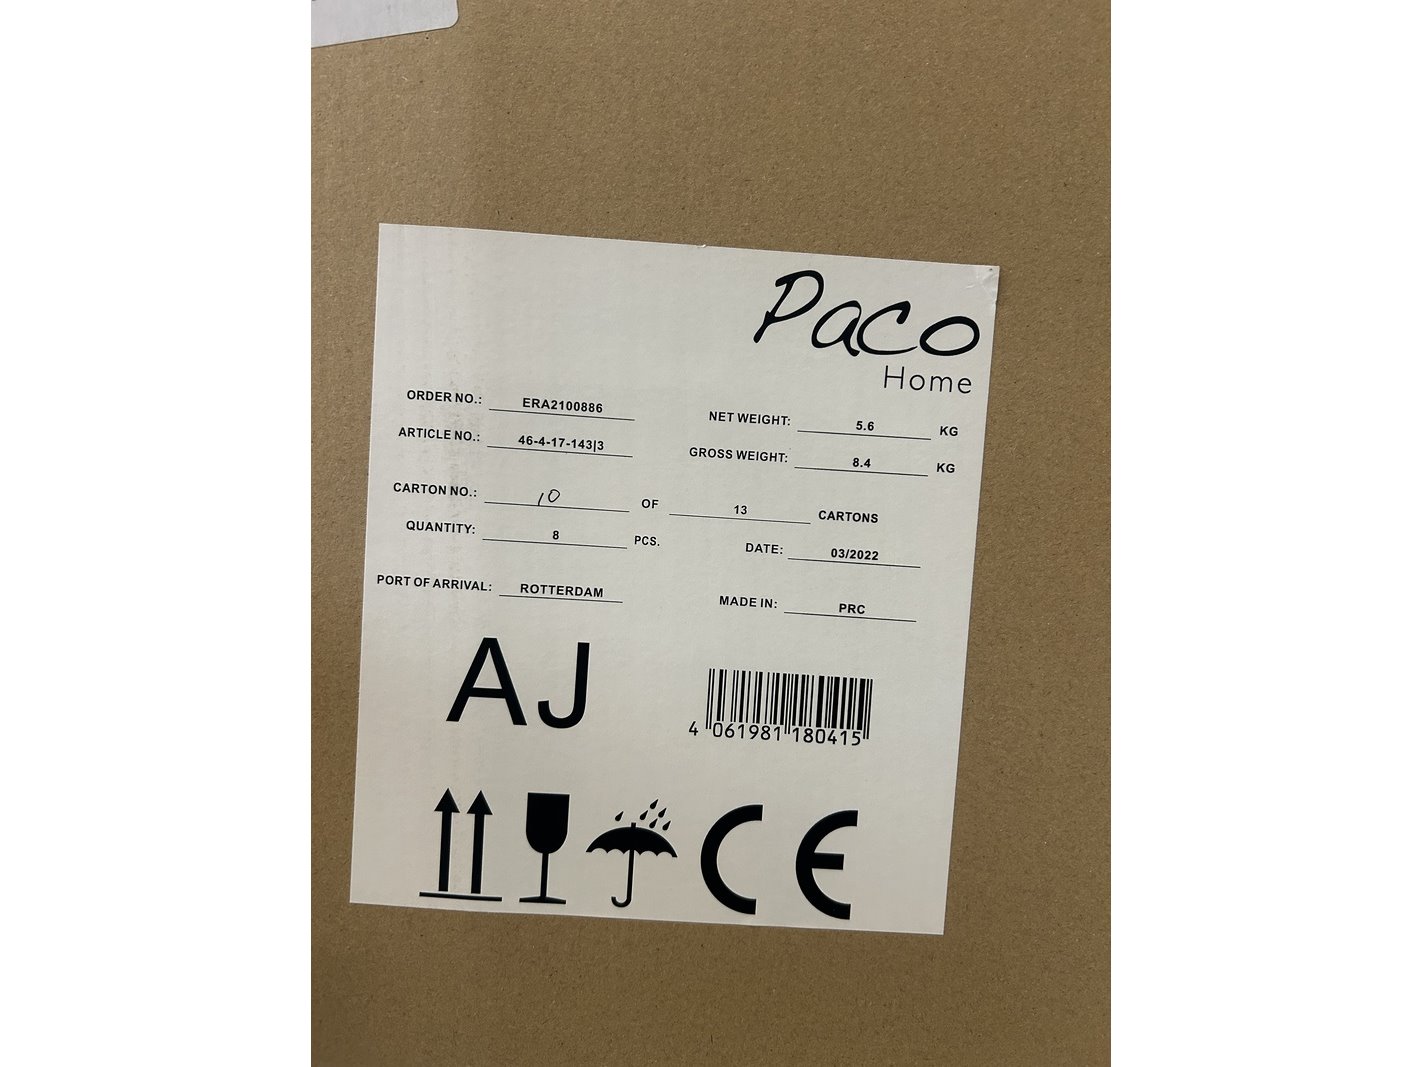 Paco
Home
ORDER NO.: ERA2100886
NET WEIGHT: 5.6 KG
ARTICLE NO.: 46-4-17-143|3
GROSS WEIGHT: 8.4 KG
CARTON NO.: 10 OF 13 CARTONS
QUANTITY: 8 PCS.
DATE: 03/2022
PORT OF ARRIVAL: ROTTERDAM
MADE IN: PRC
AJ
4 061981 180415
CE